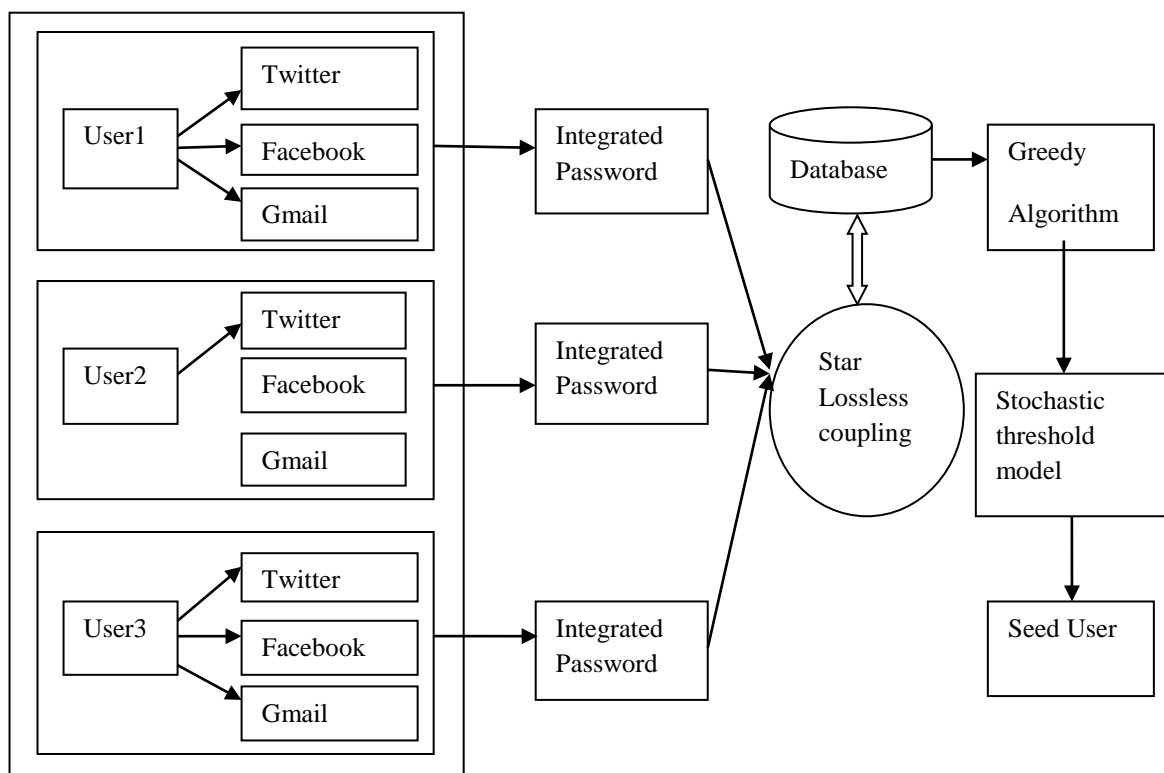 User1
Twitter
Facebook
Gmail
Integrated
Password
User2
Twitter
Facebook
Gmail
Integrated
Password
User3
Twitter
Facebook
Gmail
Integrated
Password
Database
Star
Lossless
coupling
Greedy
Algorithm
Stochastic
threshold
model
Seed User